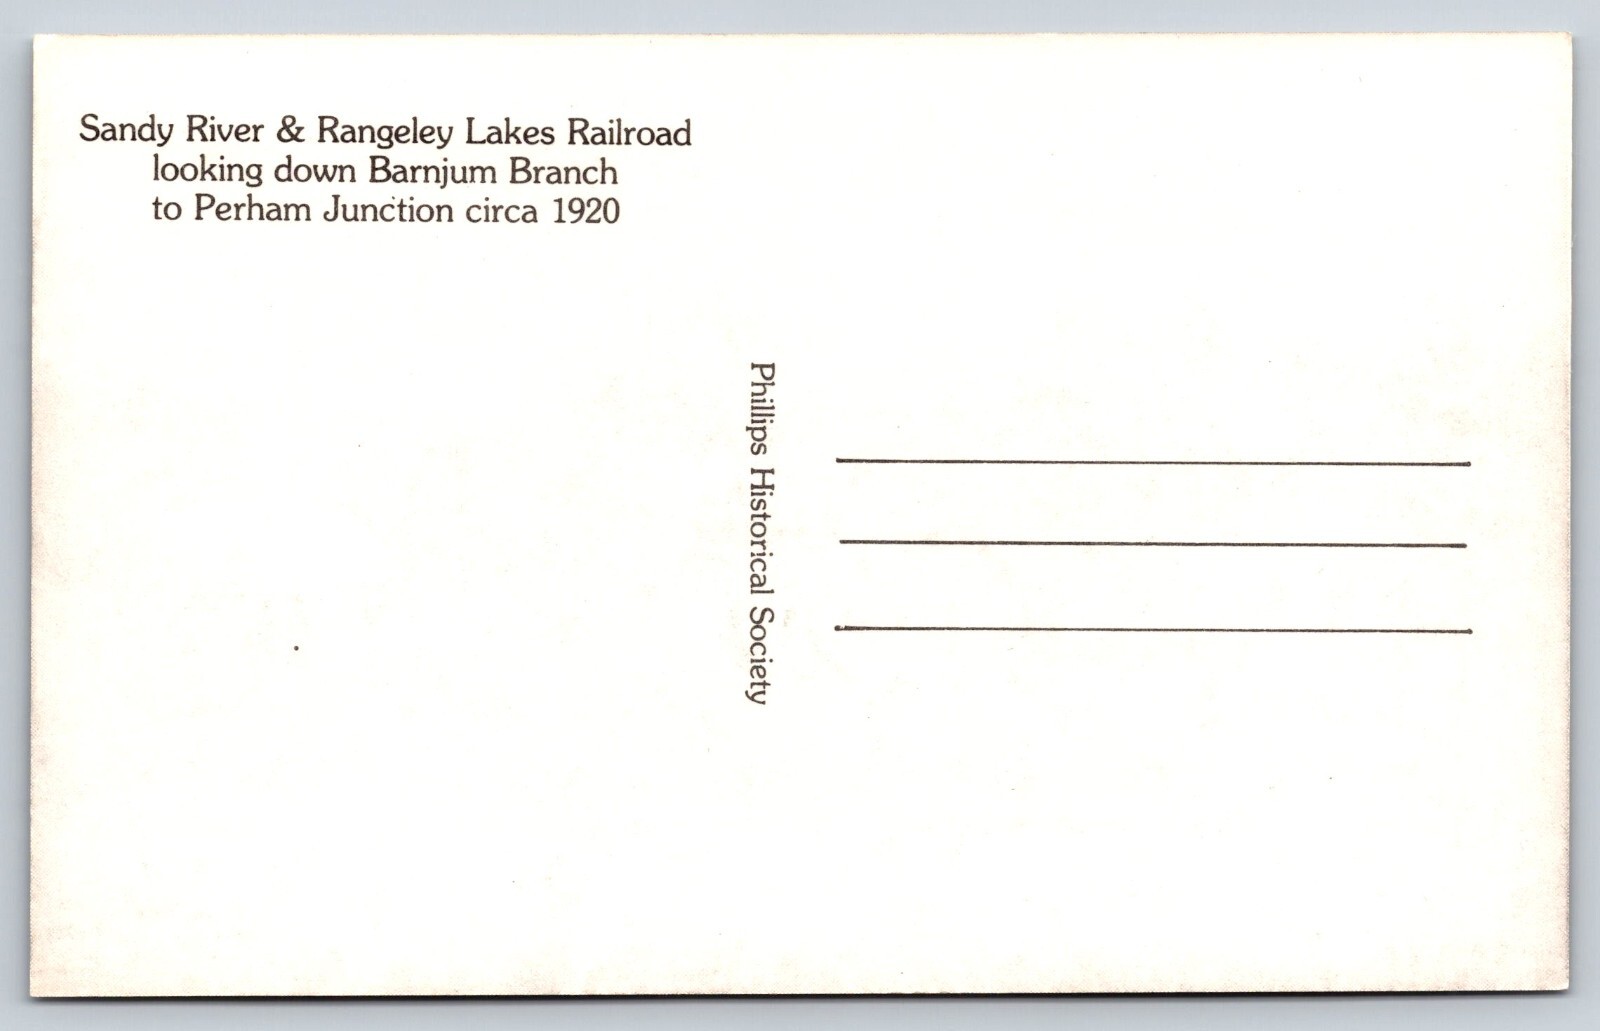 Sandy River & Rangeley Lakes Railroad
looking down Barnjum Branch
to Perham Junction circa 1920
Phillips Historical Society